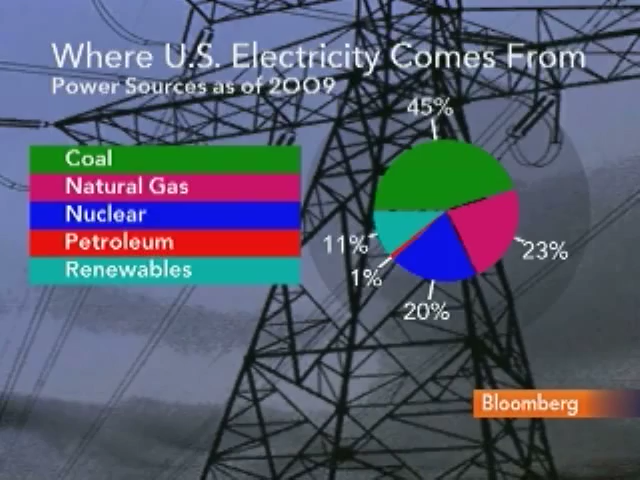 Where U.S. Electricity Comes From
Power Sources as of 2009
45%
Coal
Natural Gas
Nuclear
Petroleum
Renewables
11%
23%
1%
20%
Bloomberg